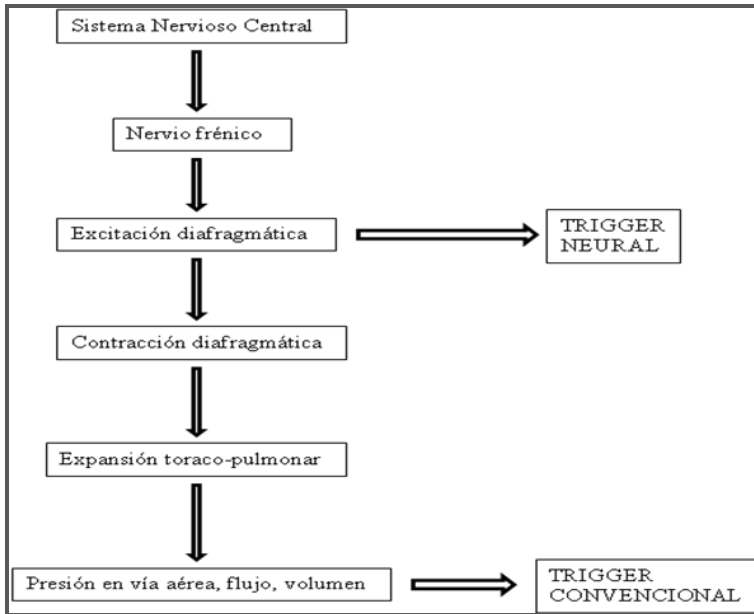 Sistema Nervioso Central
Nervio frénico
Excitación diafragmática
TRIGGER
NEURAL
Contracción diafragmática
Expansión toraco-pulmonar
Presión en vía aérea, flujo, volumen
TRIGGER
CONVENCIONAL